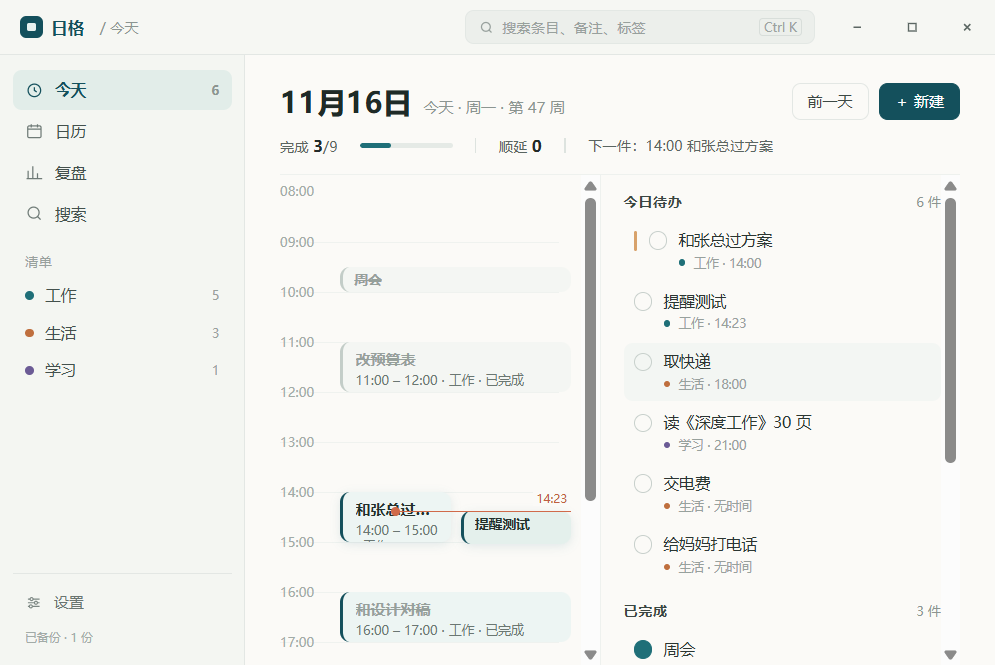 日格 / 今天
搜索条目、备注、标签 Ctrl K
今天 6
日历
复盘
搜索
清单
工作 5
生活 3
学习 1
设置
已备份 · 1 份
11月16日 今天 · 周一 · 第 47 周
前一天
+ 新建
完成 3/9
顺延 0
下一件：14:00 和张总过方案
08:00
09:00
周会
10:00
11:00
改预算表
11:00 – 12:00 · 工作 · 已完成
12:00
13:00
14:00
14:23
和张总过...
14:00 – 15:00
提醒测试
15:00
16:00
和设计对稿
16:00 – 17:00 · 工作 · 已完成
17:00
今日待办 6 件
和张总过方案
工作 · 14:00
提醒测试
工作 · 14:23
取快递
生活 · 18:00
读《深度工作》30 页
学习 · 21:00
交电费
生活 · 无时间
给妈妈打电话
生活 · 无时间
已完成 3 件
周会